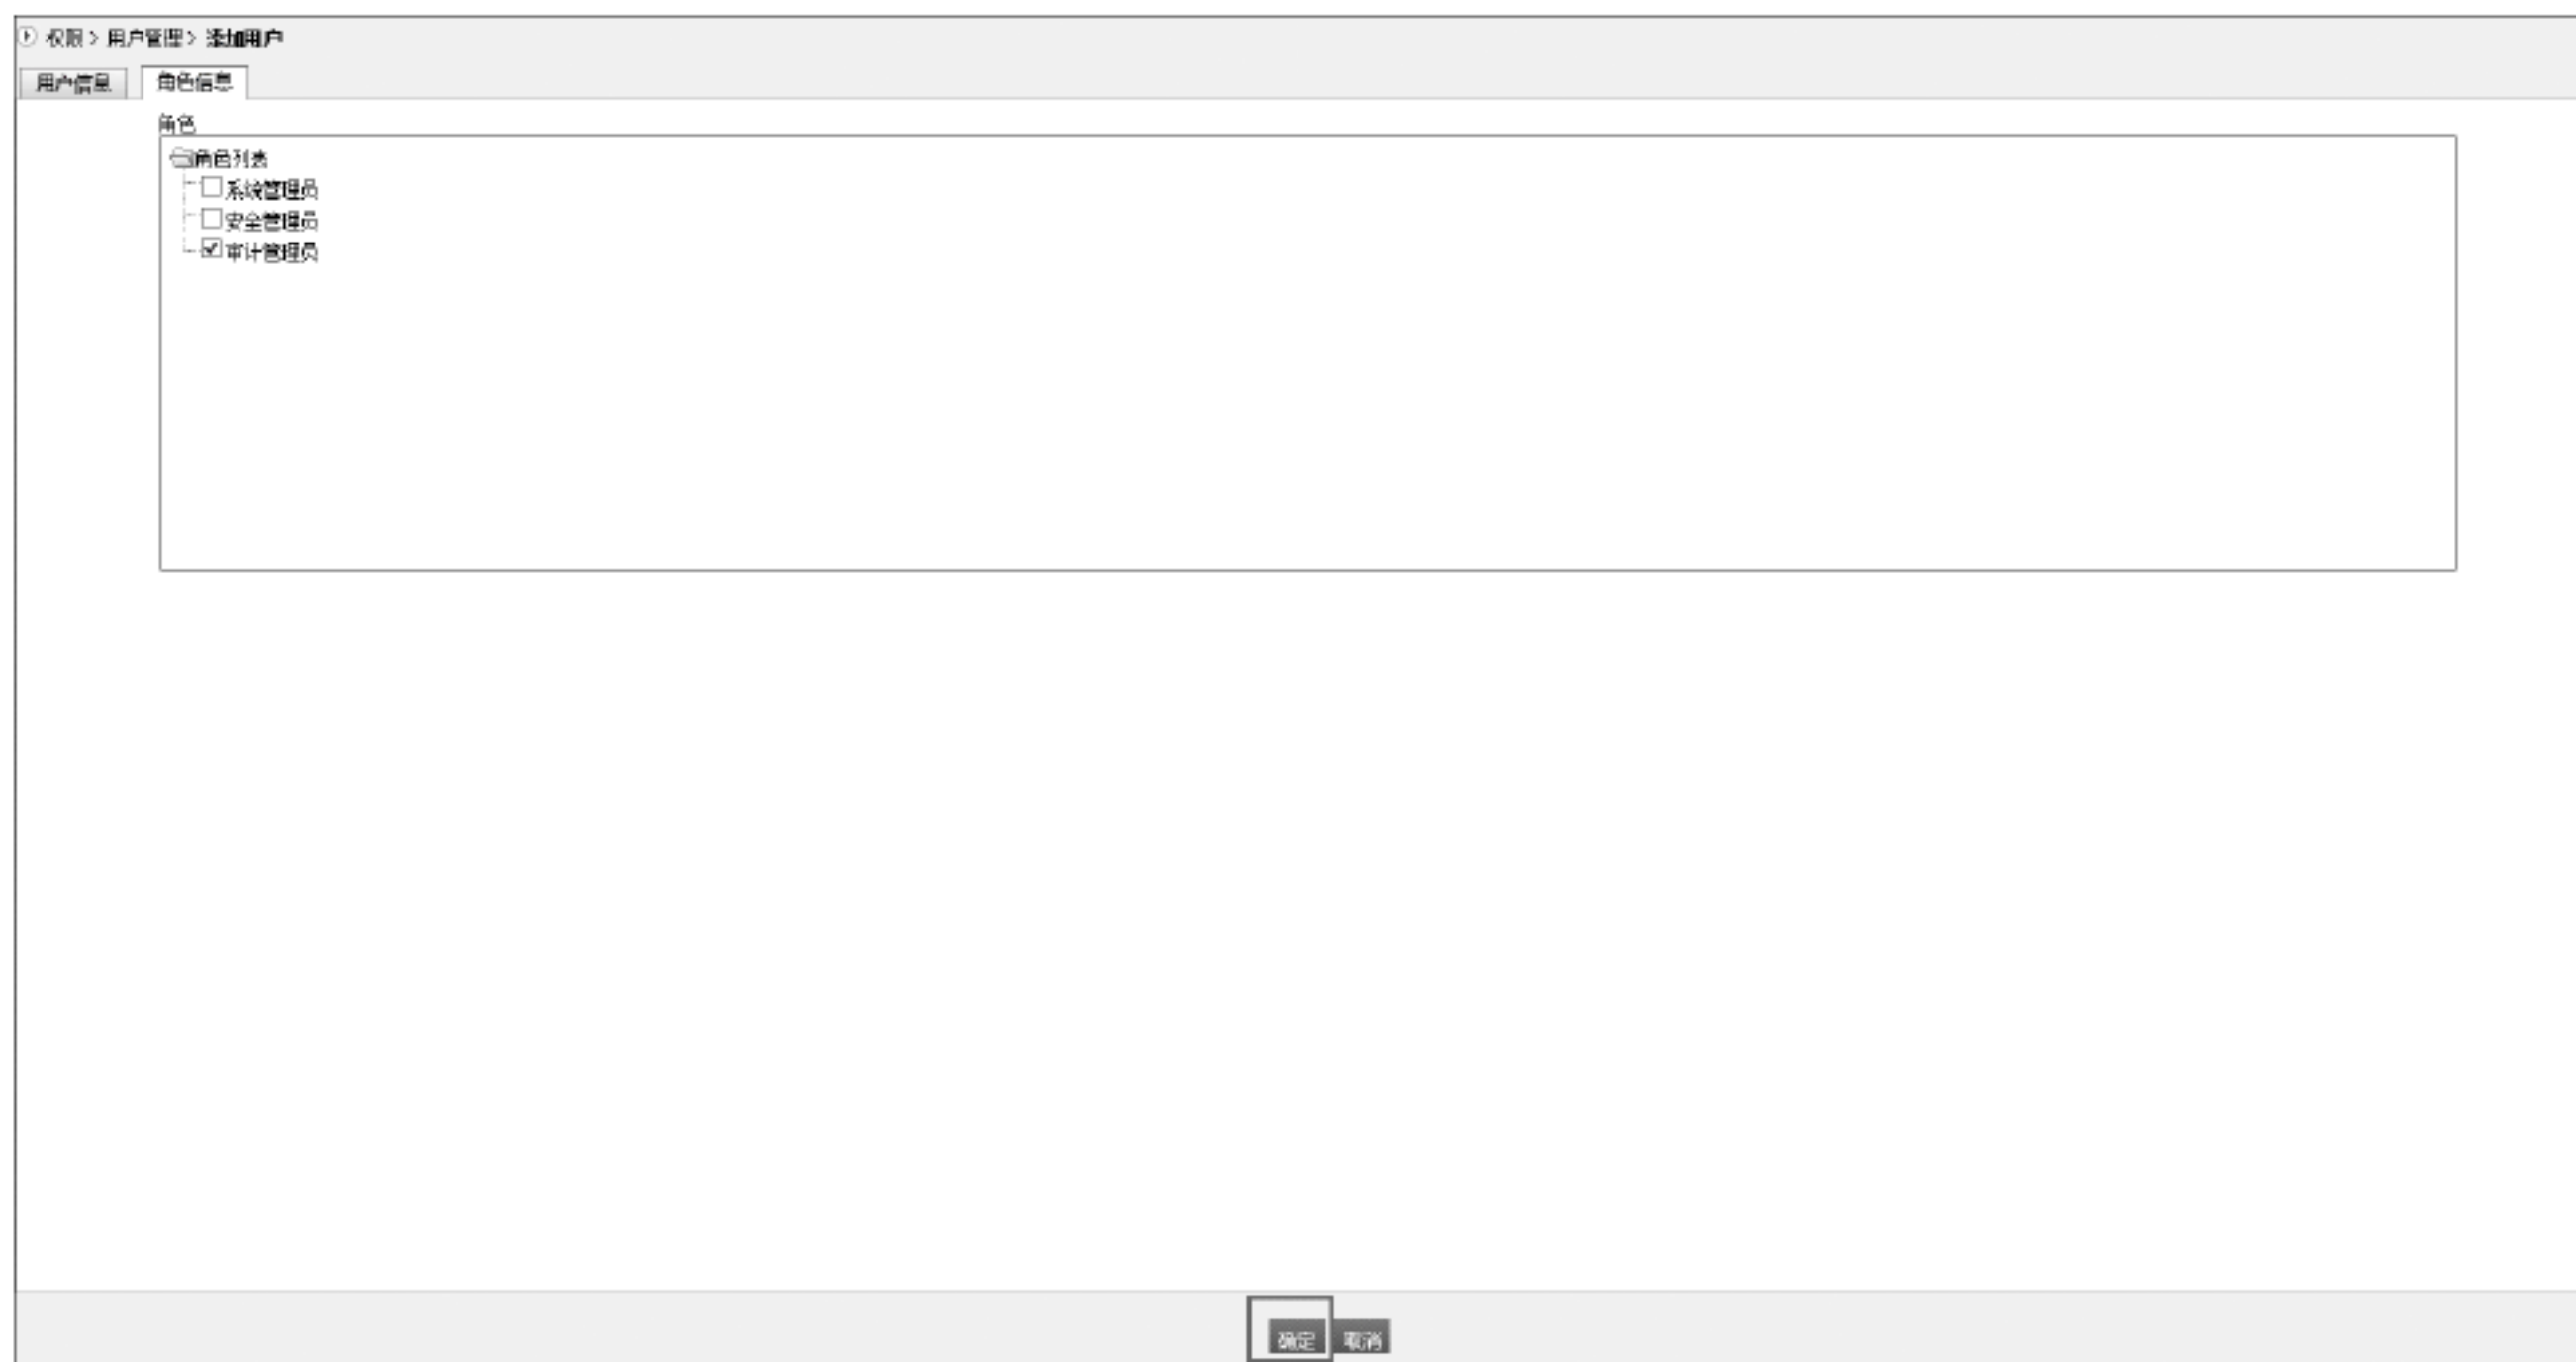 权限 > 用户管理 > 添加用户
用户信息 角色信息
角色
角色列表
系统管理员
安全管理员
审计管理员
确定 取消